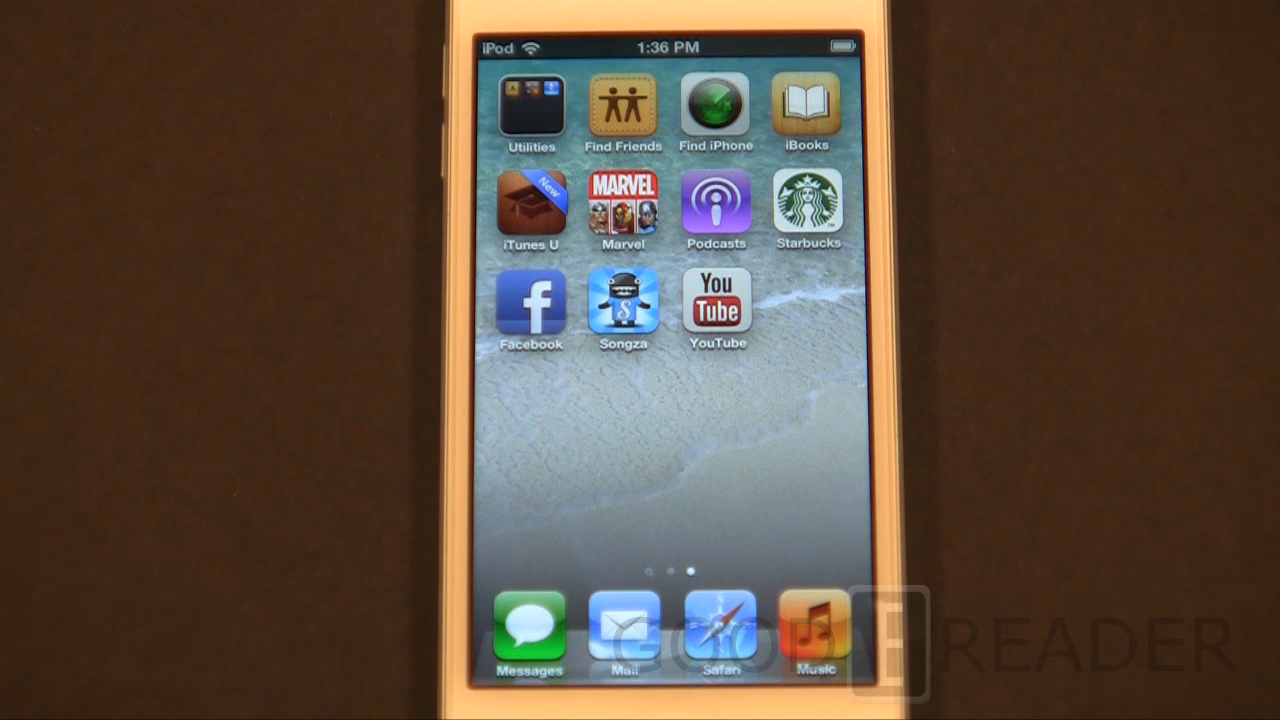 iPod 1:36 PM
Utilities Find Friends Find iPhone iBooks
New
MARVEL
iTunes U Marvel Podcasts Starbucks
f S You Tube
Facebook Songza YouTube
Messages Mail Safari Music
GOOD E READER